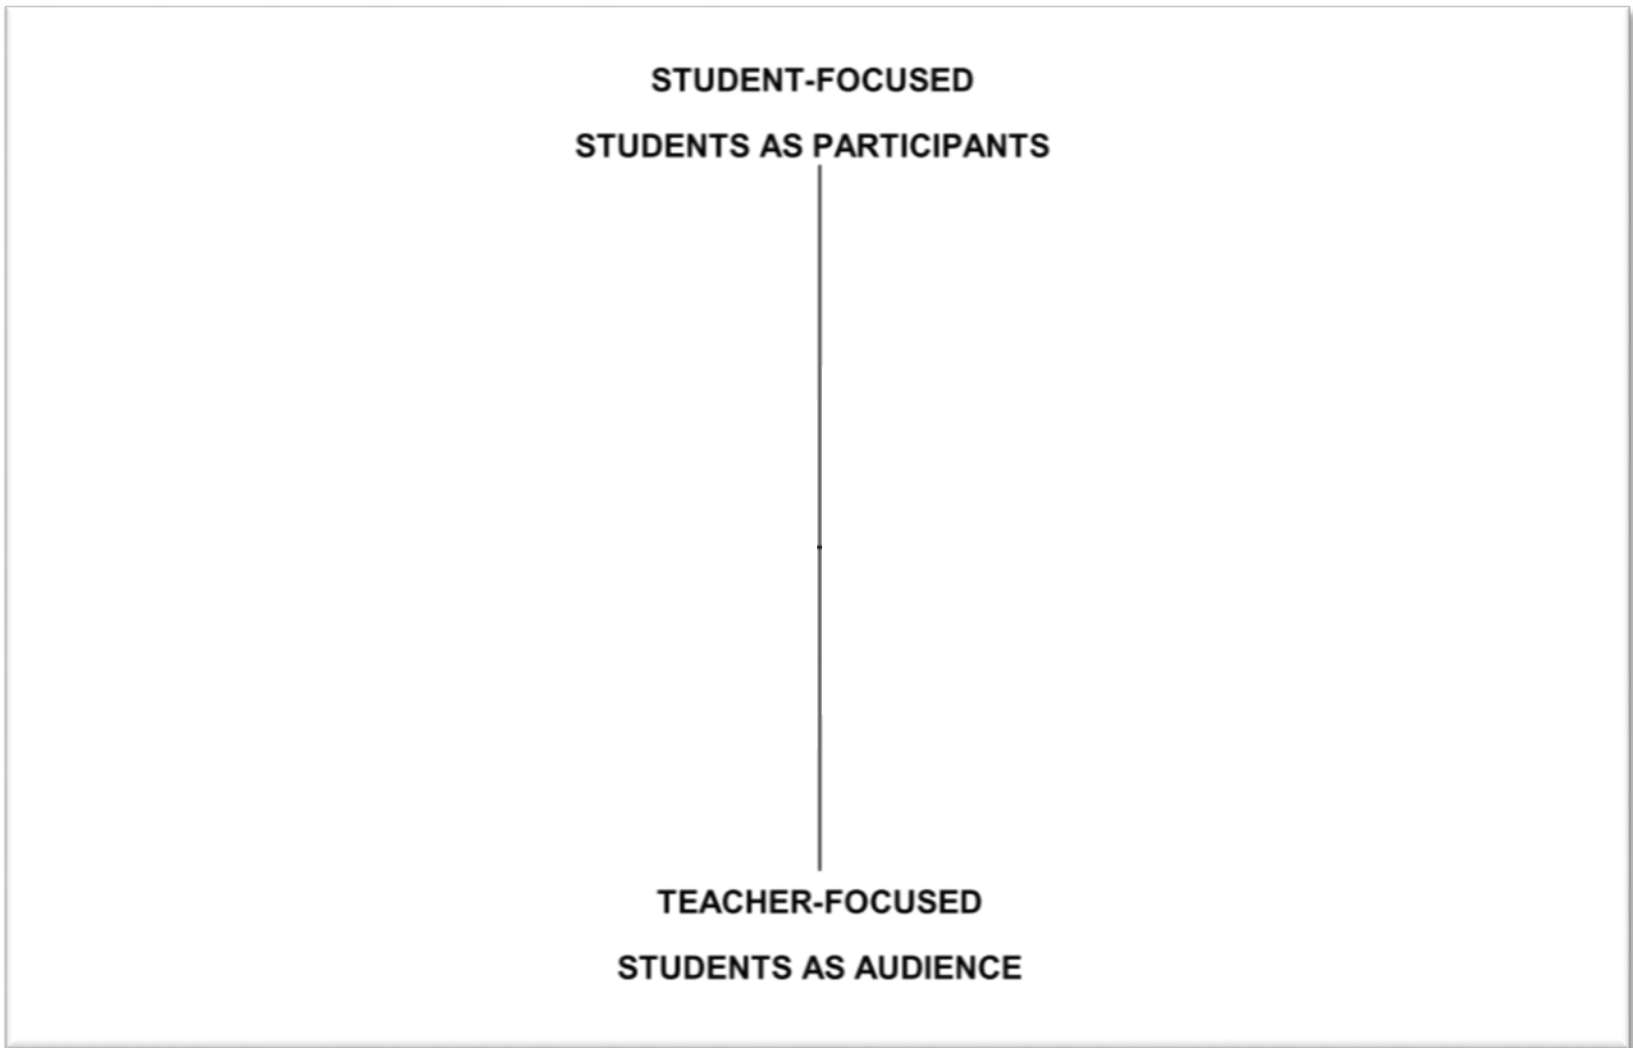 STUDENT-FOCUSED
STUDENTS AS PARTICIPANTS
TEACHER-FOCUSED
STUDENTS AS AUDIENCE